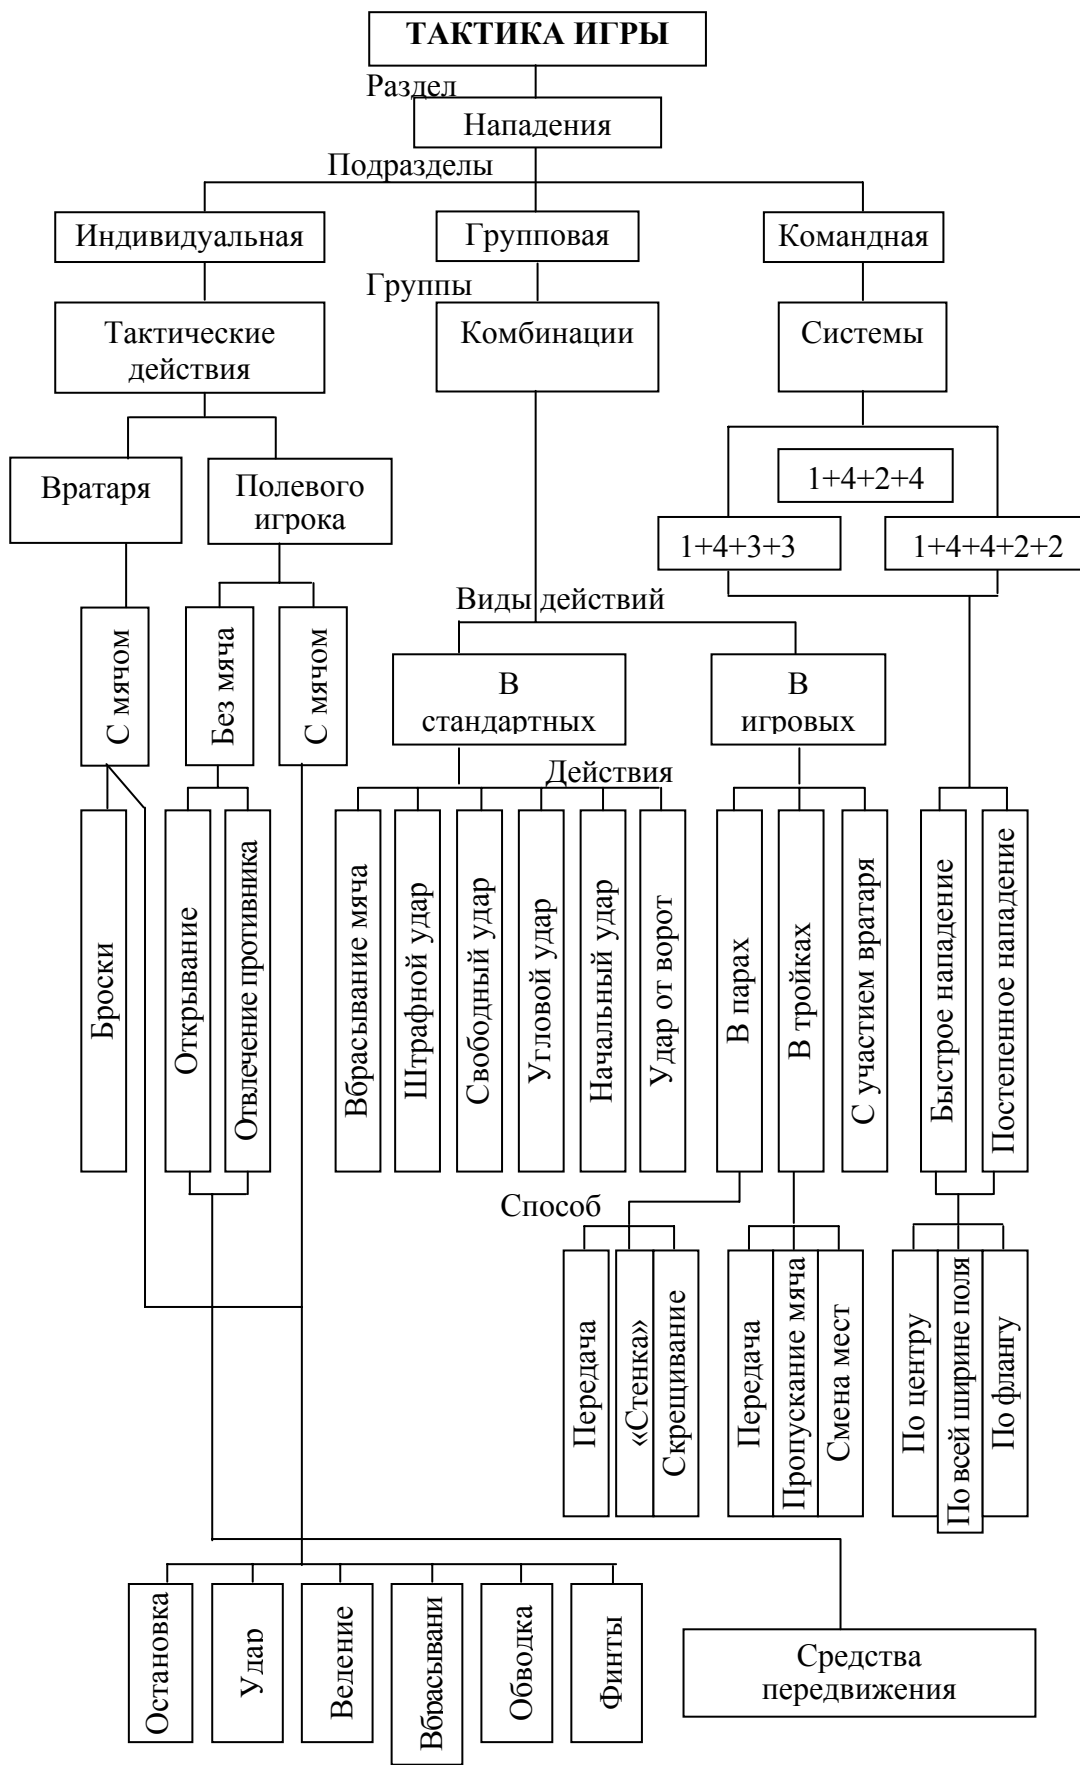 ТАКТИКА ИГРЫ
Раздел
Нападения
Подразделы
Индивидуальная
Групповая
Командная
Группы
Тактические
действия
Комбинации
Системы
Вратаря
Полевого
игрока
1+4+2+4
1+4+3+3
1+4+4+2+2
Виды действий
С мячом
Без мяча
С мячом
В
стандартных
В
игровых
Действия
Броски
Открывание
Отвлечение противника
Вбрасывание мяча
Штрафной удар
Свободный удар
Угловой удар
Начальный удар
Удар от ворот
В парах
В тройках
С участием вратаря
Быстрое нападение
Постепенное нападение
Способ
Передача
«Стенка»
Скрещивание
Передача
Пропускание мяча
Смена мест
По центру
По всей ширине поля
По флангу
Остановка
Удар
Ведение
Вбрасывани
Обводка
Финты
Средства
передвижения